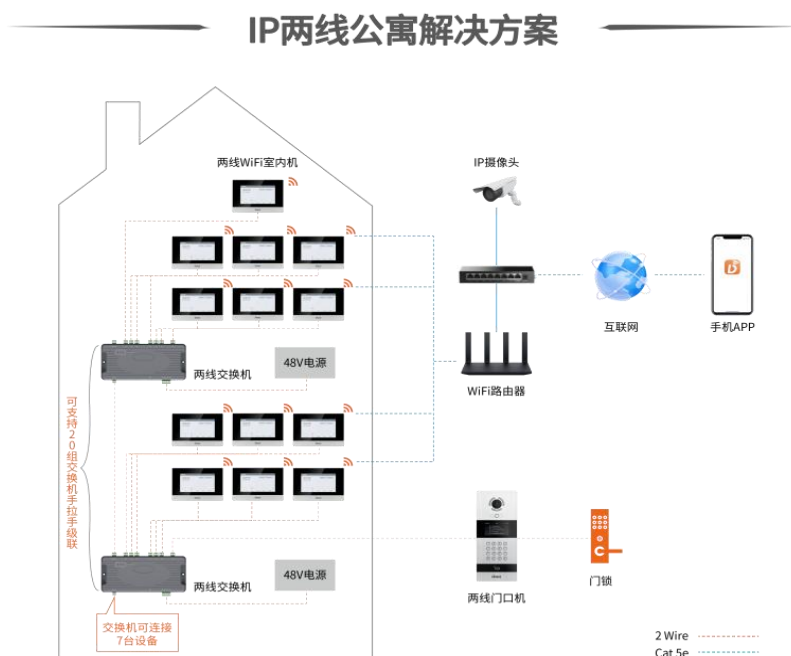 IP两线公寓解决方案
两线WiFi室内机
IP摄像头
互联网
手机APP
两线交换机
48V电源
WiFi路由器
可支持20组交换机手拉手级联
两线交换机
48V电源
门锁
两线门口机
交换机可连接
7台设备
2 Wire
Cat 5e